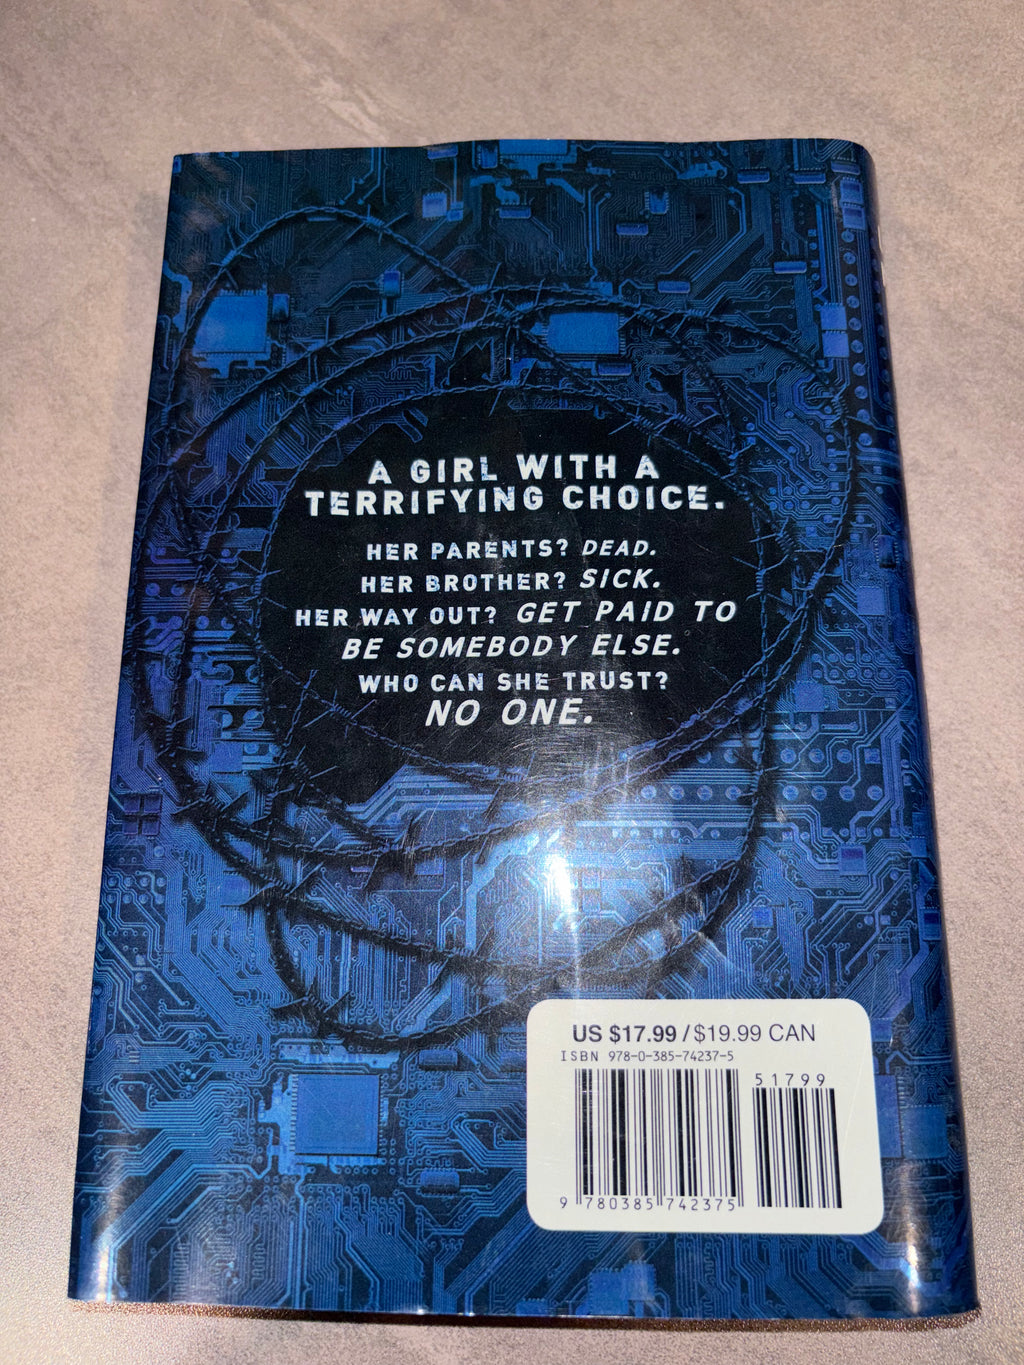 A GIRL WITH A
TERRIFYING CHOICE.
HER PARENTS? DEAD.
HER BROTHER? SICK.
HER WAY OUT? GET PAID TO
BE SOMEBODY ELSE.
WHO CAN SHE TRUST?
NO ONE.
US $17.99 / $19.99 CAN
ISBN 978-0-385-74237-5
51799
9 780385 742375